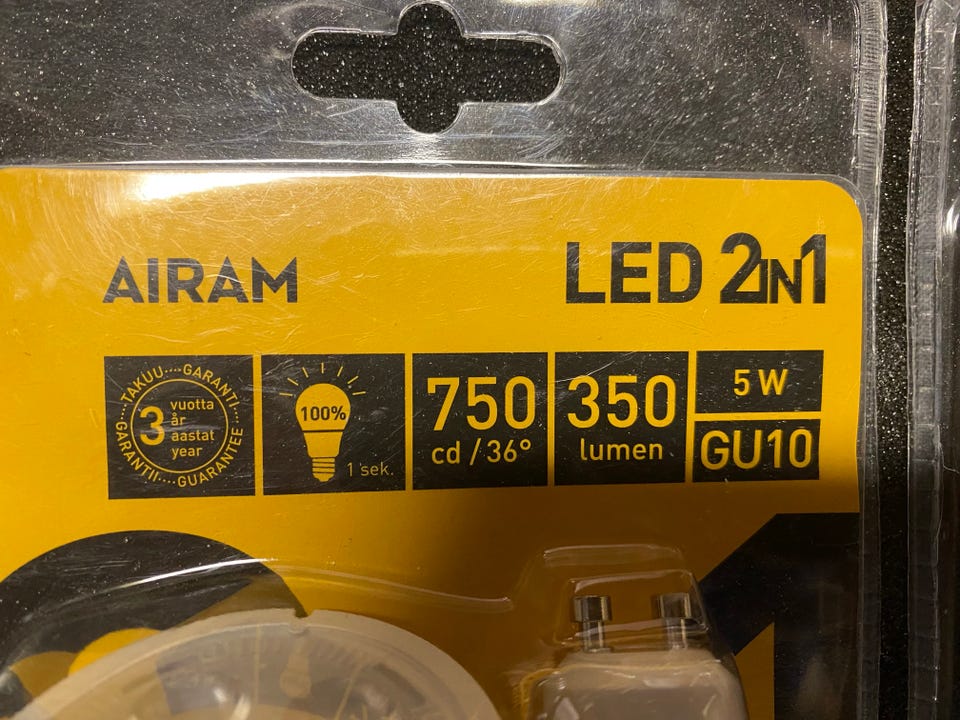 AIRAM
LED 2IN1
TAKUU····GARANTI····GUARANTEE····GARANTII····
3
vuotta
år
aastat
year
100%
1 sek.
750
cd / 36°
350
lumen
5 W
GU10